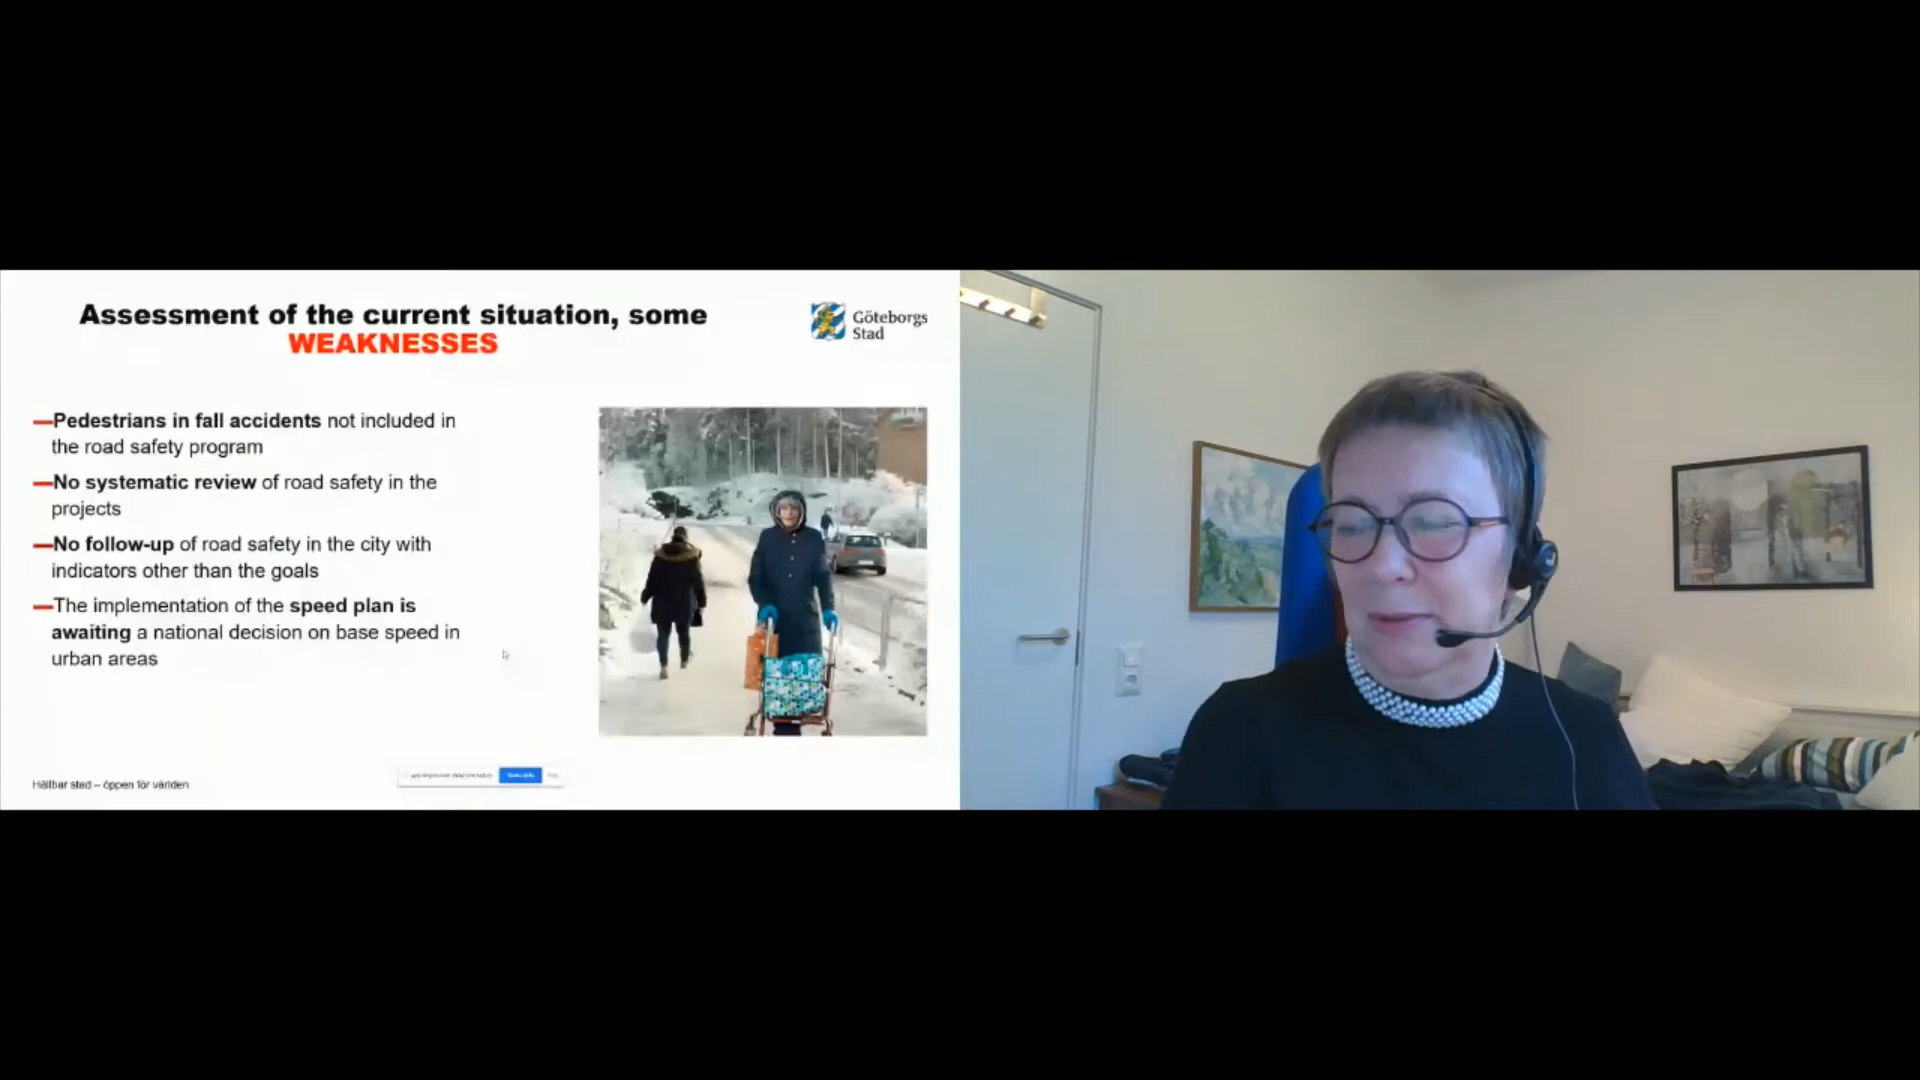 Assessment of the current situation, some
WEAKNESSES
Göteborgs
Stad
—Pedestrians in fall accidents not included in
the road safety program
—No systematic review of road safety in the
projects
—No follow-up of road safety in the city with
indicators other than the goals
—The implementation of the speed plan is
awaiting a national decision on base speed in
urban areas
Hållbar stad – öppen för världen